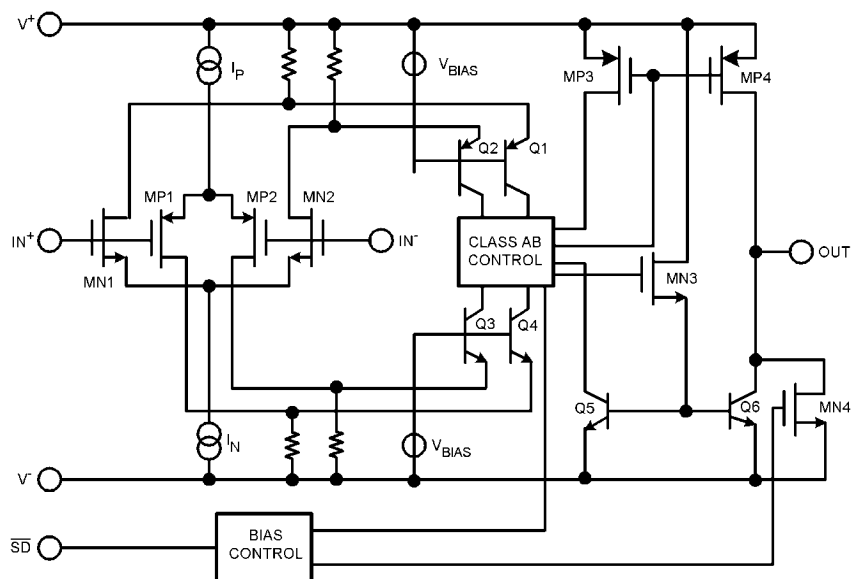 V+
IP
VBIAS
MP3
MP4
Q2
Q1
MP1
MP2
MN2
IN+
IN-
CLASS AB
CONTROL
OUT
MN1
MN3
Q3
Q4
Q5
Q6
MN4
IN
VBIAS
V-
SD
BIAS
CONTROL